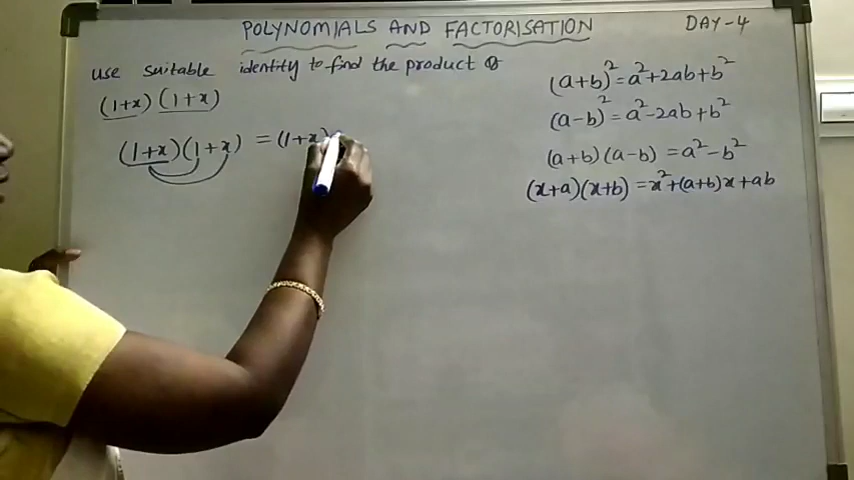 POLYNOMIALS AND FACTORISATION DAY-4
use suitable identity to find the product
(1+x) (1+x)
(1+x)(1+x) = (1+x)
(a+b)² = a²+2ab+b²
(a-b)² = a²-2ab+b²
(a+b)(a-b) = a²-b²
(x+a)(x+b) = x²+(a+b)x+ab